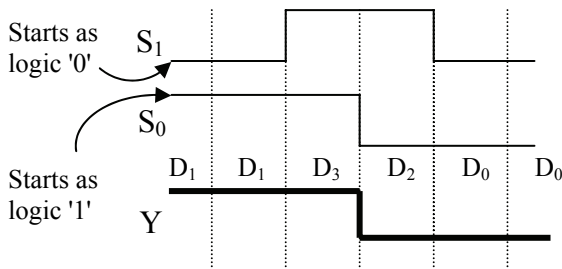 Starts as
logic '0'
S₁
S₀
D₁ D₁ D₃ D₂ D₀ D₀
Starts as
logic '1'
Y